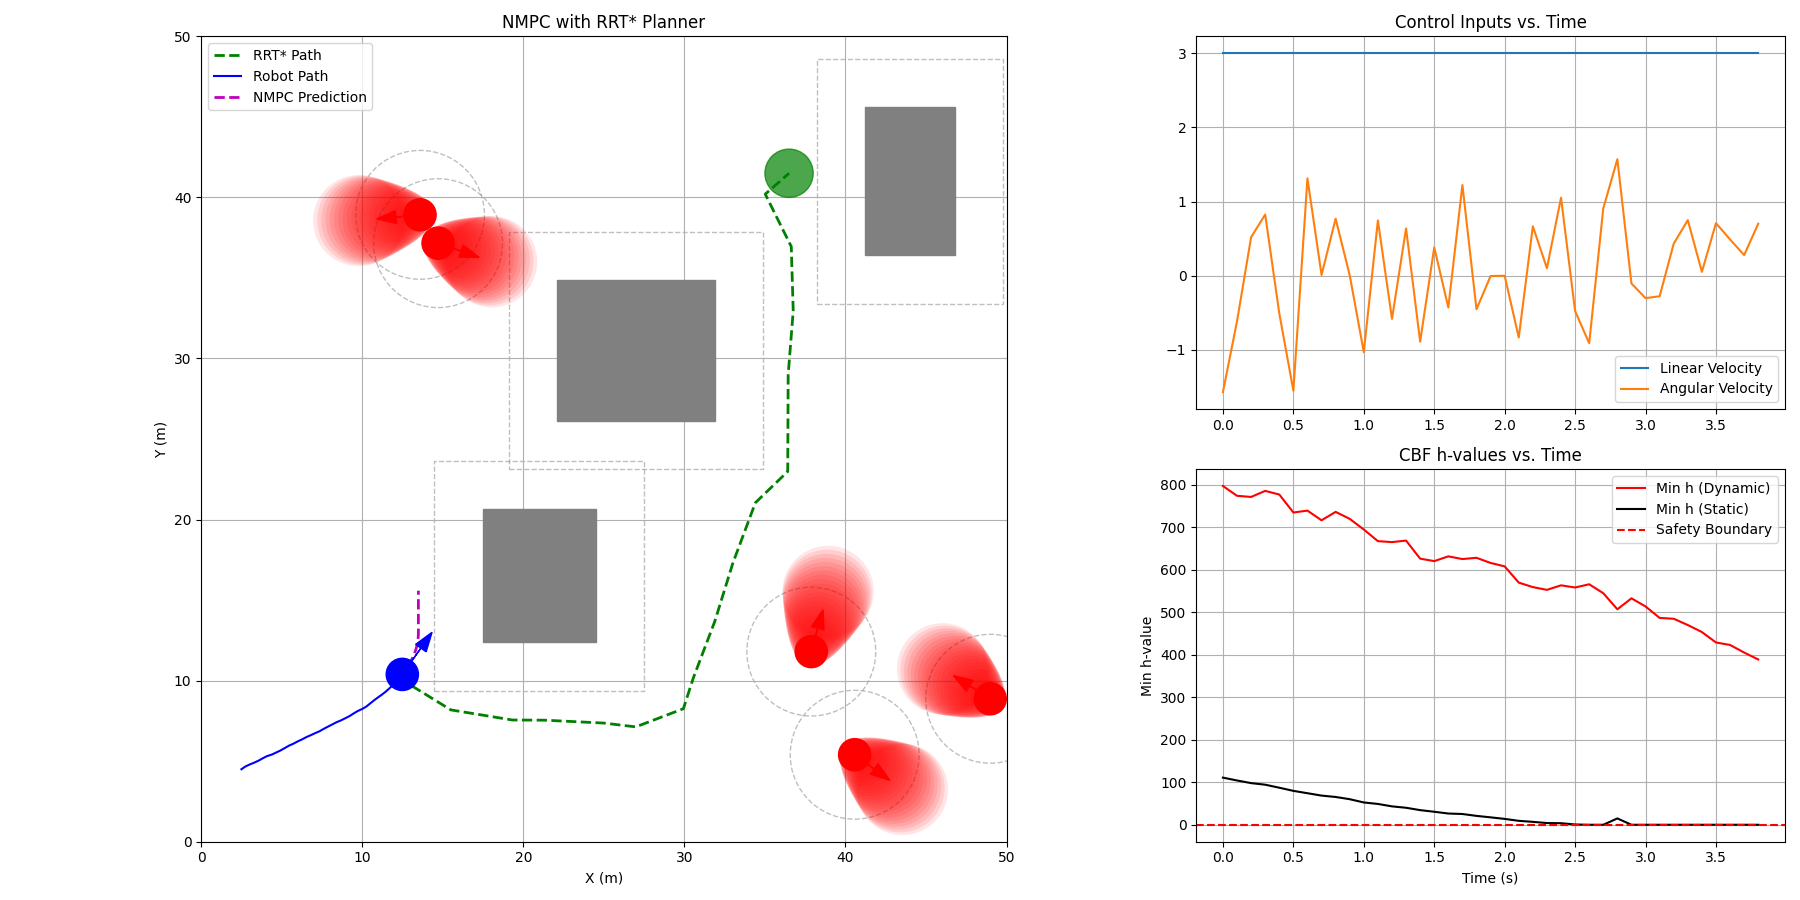 NMPC with RRT* Planner
50
40
30
20
10
0
Y (m)
RRT* Path
Robot Path
NMPC Prediction
0
10
20
30
40
50
X (m)
Control Inputs vs. Time
3
2
1
0
−1
Linear Velocity
Angular Velocity
0.0
0.5
1.0
1.5
2.0
2.5
3.0
3.5
CBF h-values vs. Time
800
700
600
500
400
300
200
100
0
Min h-value
Min h (Dynamic)
Min h (Static)
Safety Boundary
0.0
0.5
1.0
1.5
2.0
2.5
3.0
3.5
Time (s)